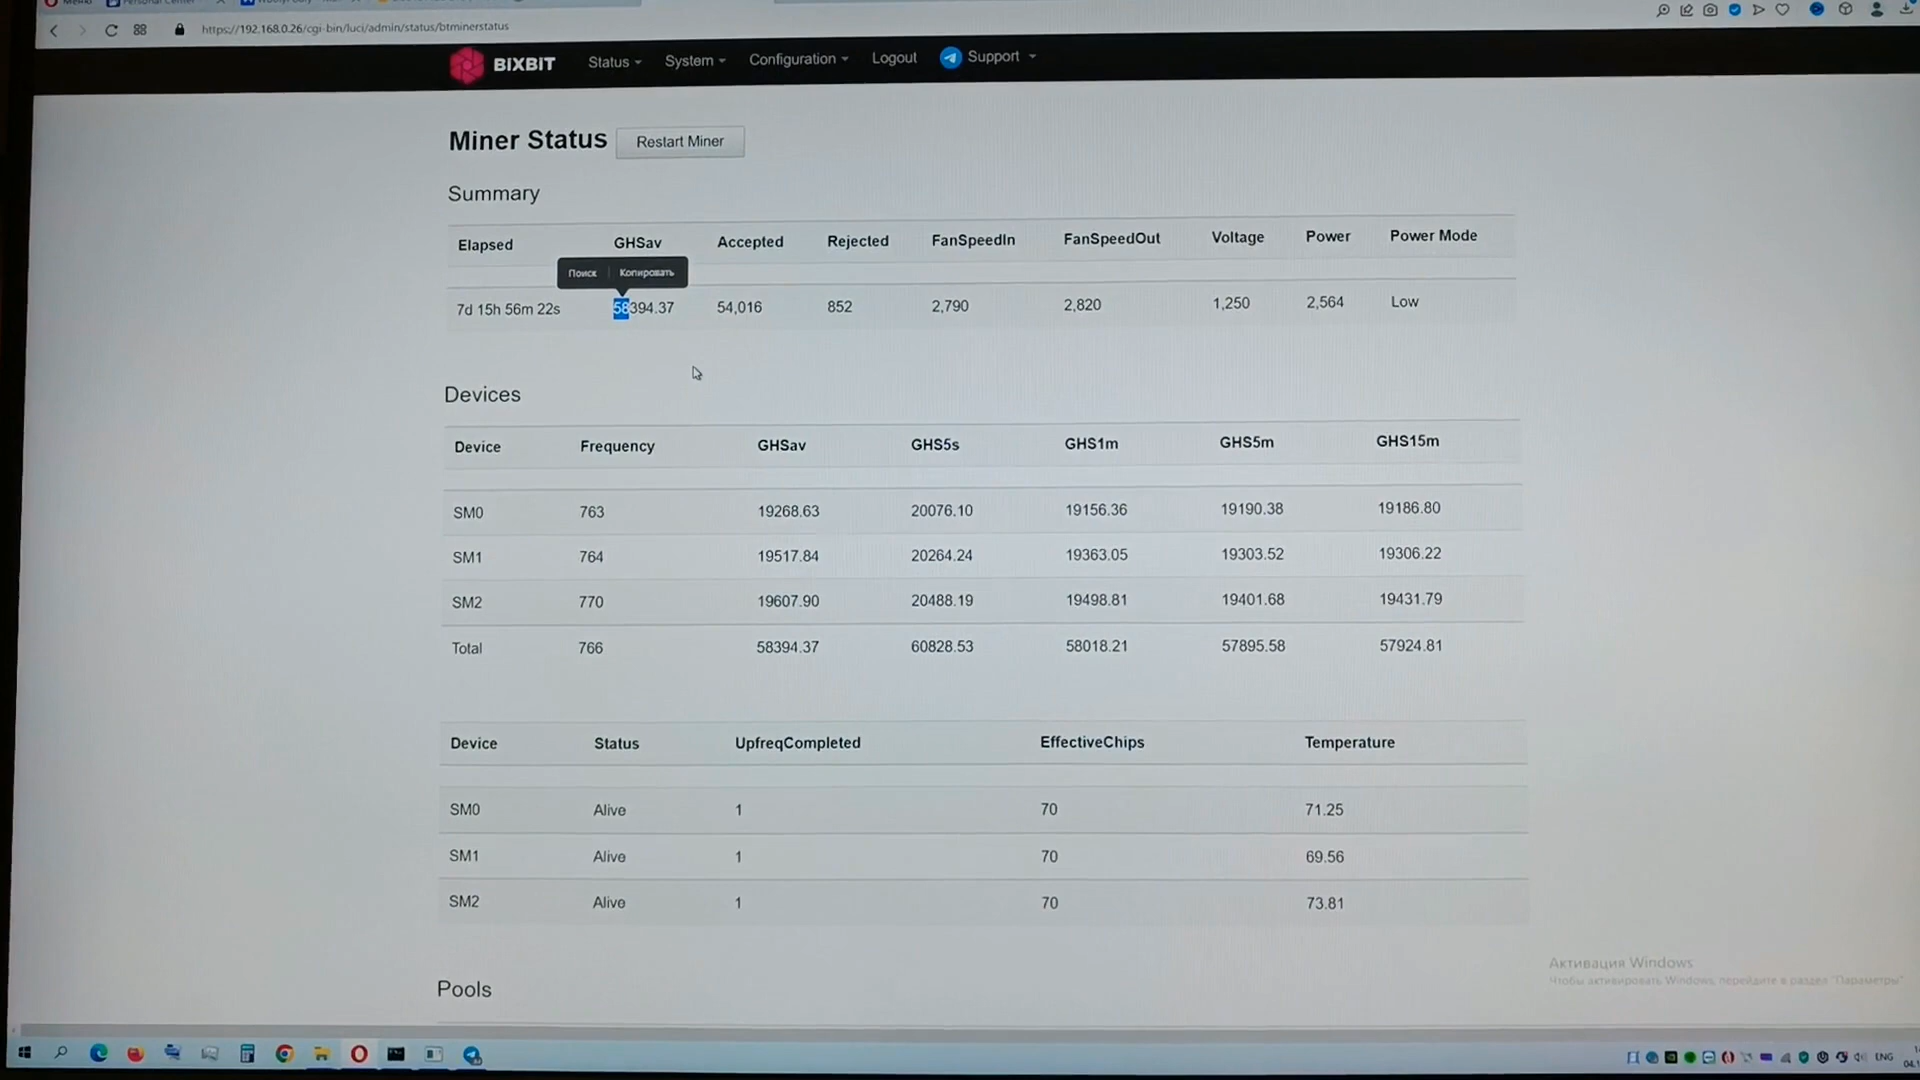 https://192.168.0.26/cgi-bin/luci/admin/status/btminerstatus
BIXBIT Status System Configuration Logout Support
Miner Status Restart Miner
Summary
Elapsed GHSav Accepted Rejected FanSpeedIn FanSpeedOut Voltage Power Power Mode
Поиск Копировать
7d 15h 56m 22s 58394.37 54,016 852 2,790 2,820 1,250 2,564 Low
Devices
Device Frequency GHSav GHS5s GHS1m GHS5m GHS15m
SM0 763 19268.63 20076.10 19156.36 19190.38 19186.80
SM1 764 19517.84 20264.24 19363.05 19303.52 19306.22
SM2 770 19607.90 20488.19 19498.81 19401.68 19431.79
Total 766 58394.37 60828.53 58018.21 57895.58 57924.81
Device Status UpfreqCompleted EffectiveChips Temperature
SM0 Alive 1 70 71.25
SM1 Alive 1 70 69.56
SM2 Alive 1 70 73.81
Активация Windows
Чтобы активировать Windows, перейдите в раздел "Параметры"
Pools
ENG